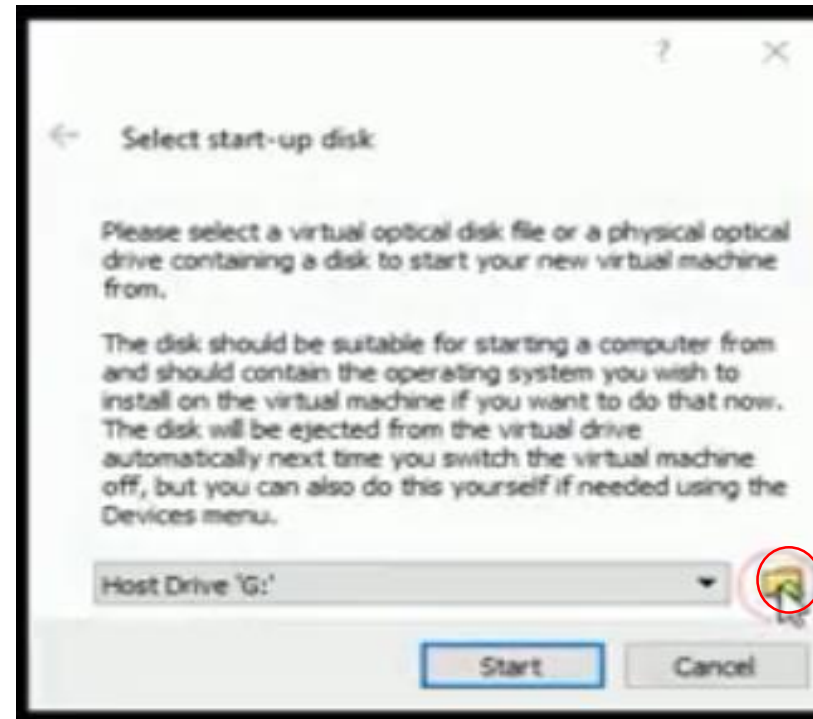 ?
Select start-up disk
Please select a virtual optical disk file or a physical optical
drive containing a disk to start your new virtual machine
from.
The disk should be suitable for starting a computer from
and should contain the operating system you wish to
install on the virtual machine if you want to do that now.
The disk will be ejected from the virtual drive
automatically next time you switch the virtual machine
off, but you can also do this yourself if needed using the
Devices menu.
Host Drive 'G:'
Start Cancel